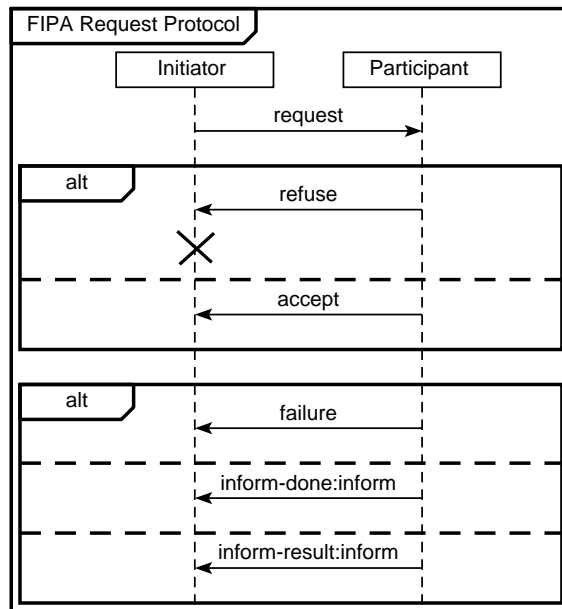 FIPA Request Protocol
Initiator
Participant
request
alt
refuse
accept
alt
failure
inform-done:inform
inform-result:inform